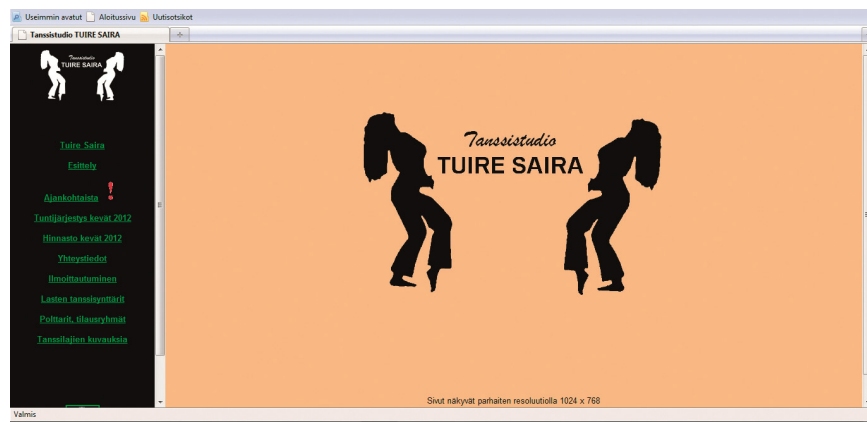 Useimmin avatut Aloitussivu Uutisotsikot
Tanssistudio TUIRE SAIRA
Tanssistudio
TUIRE SAIRA
Tuire Saira
Esittely
Ajankohtaista !
Tuntijärjestys kevät 2012
Hinnasto kevät 2012
Yhteystiedot
Ilmoittautuminen
Lasten tanssisynttärit
Polttarit, tilausryhmät
Tanssilajien kuvauksia
Tanssistudio
TUIRE SAIRA
Sivut näkyvät parhaiten resoluutiolla 1024 x 768
Valmis